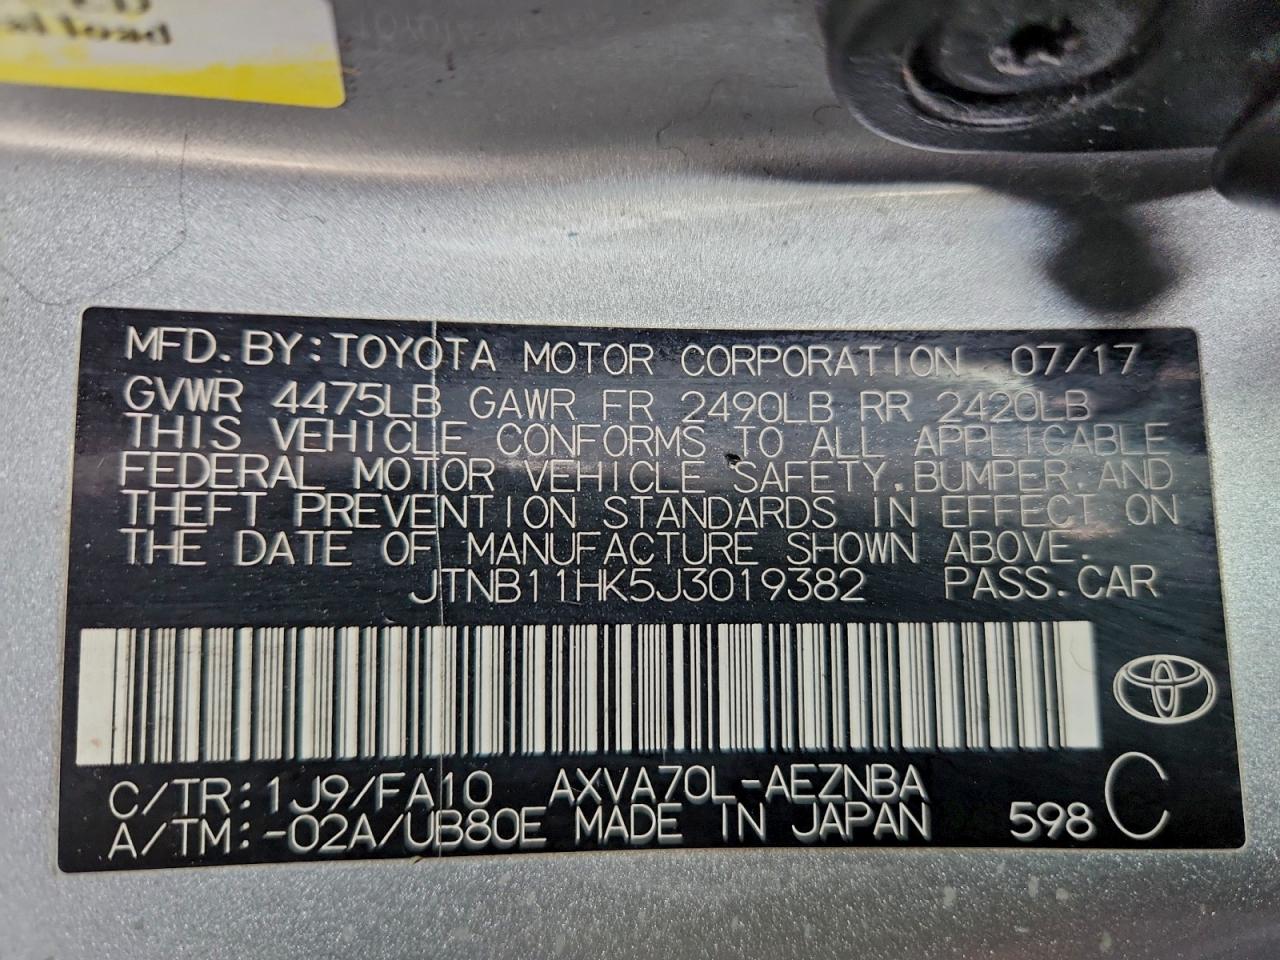 MFD. BY: TOYOTA MOTOR CORPORATION 07/17
GVWR 4475LB GAWR FR 2490LB RR 2420LB
THIS VEHICLE CONFORMS TO ALL APPLICABLE
FEDERAL MOTOR VEHICLE SAFETY, BUMPER, AND
THEFT PREVENTION STANDARDS IN EFFECT ON
THE DATE OF MANUFACTURE SHOWN ABOVE.
JTNB11HK5J3019382 PASS. CAR
C/TR: 1J9/FA10 AXVA70L-AEZNBA
A/TM: -02A/UB80E MADE IN JAPAN 598 C